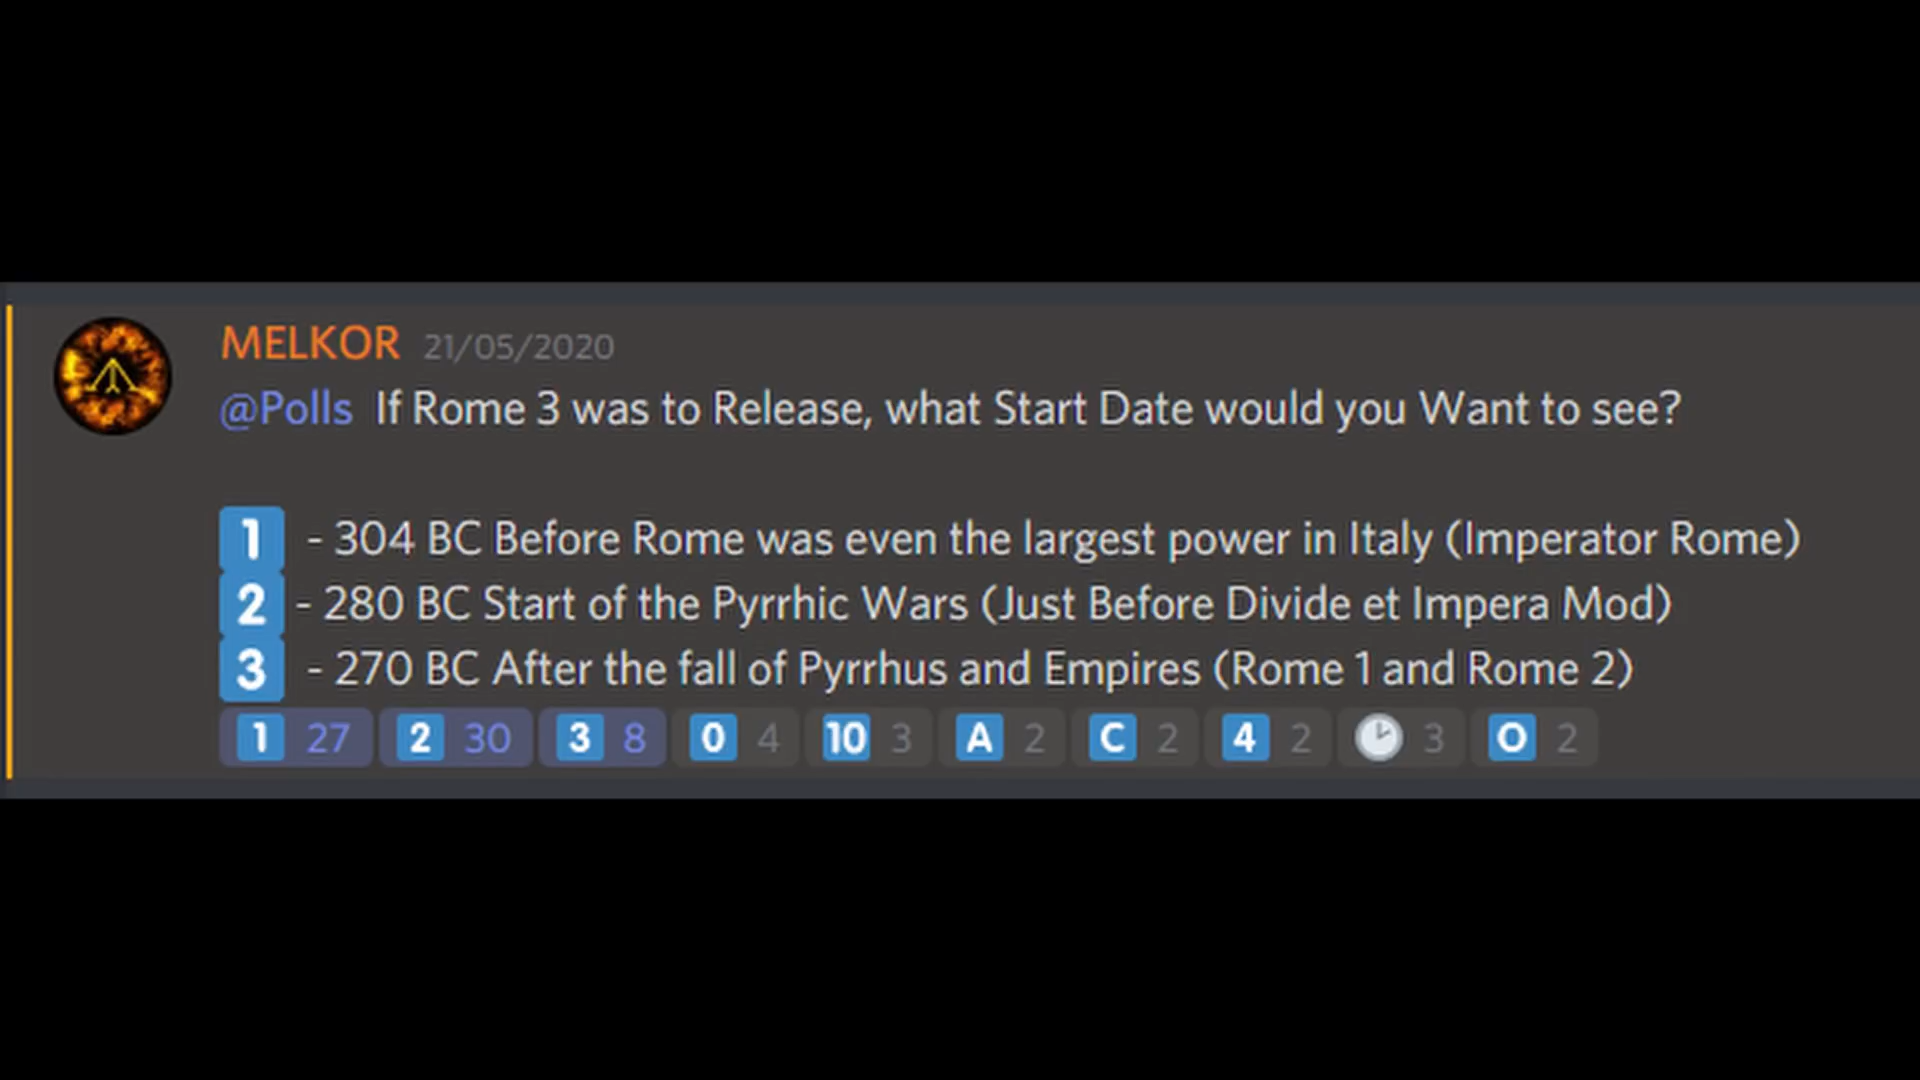 MELKOR 21/05/2020
@Polls If Rome 3 was to Release, what Start Date would you Want to see?
1 - 304 BC Before Rome was even the largest power in Italy (Imperator Rome)
2 - 280 BC Start of the Pyrrhic Wars (Just Before Divide et Impera Mod)
3 - 270 BC After the fall of Pyrrhus and Empires (Rome 1 and Rome 2)
1 27 2 30 3 8 0 4 10 3 A 2 C 2 4 2 3 O 2